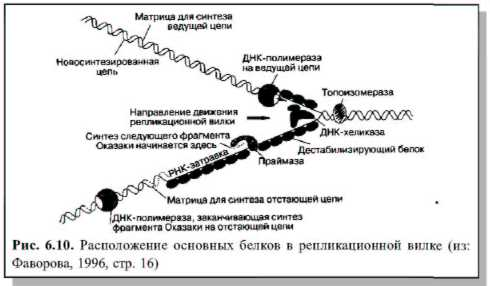 Матрица для синтеза
ведущей цепи
Новосинтезированная
цепь
ДНК-полимераза
на ведущей цепи
Топоизомераза
Направление движения
репликационной вилки
ДНК-хеликаза
Синтез следующего фрагмента
Оказаки начинается здесь
Дестабилизирующий белок
Праймаза
РНК-затравка
Матрица для синтеза отстающей цепи
ДНК-полимераза, заканчивающая синтез
фрагмента Оказаки на отстающей цепи
Рис. 6.10. Расположение основных белков в репликационной вилке (из:
Фаворова, 1996, стр. 16)